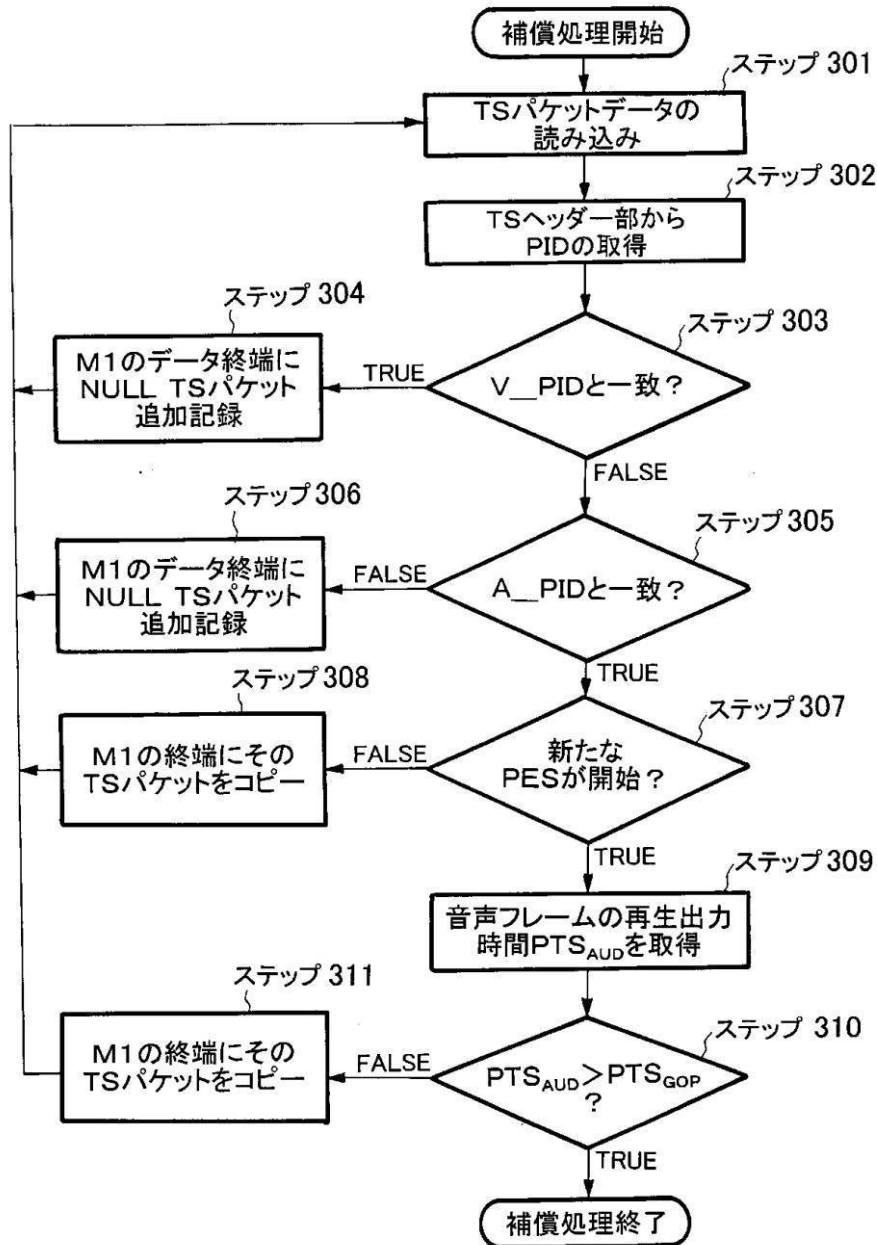 補償処理開始
ステップ 301
TSパケットデータの
読み込み
ステップ 302
TSヘッダー部から
PIDの取得
ステップ 303
V__PIDと一致?
TRUE
ステップ 304
M1のデータ終端に
NULL TSパケット
追加記録
FALSE
ステップ 305
A__PIDと一致?
FALSE
ステップ 306
M1のデータ終端に
NULL TSパケット
追加記録
TRUE
ステップ 307
新たな
PESが開始?
FALSE
ステップ 308
M1の終端にその
TSパケットをコピー
TRUE
ステップ 309
音声フレームの再生出力
時間PTSAUDを取得
ステップ 310
PTSAUD>PTSGOP
?
FALSE
ステップ 311
M1の終端にその
TSパケットをコピー
TRUE
補償処理終了